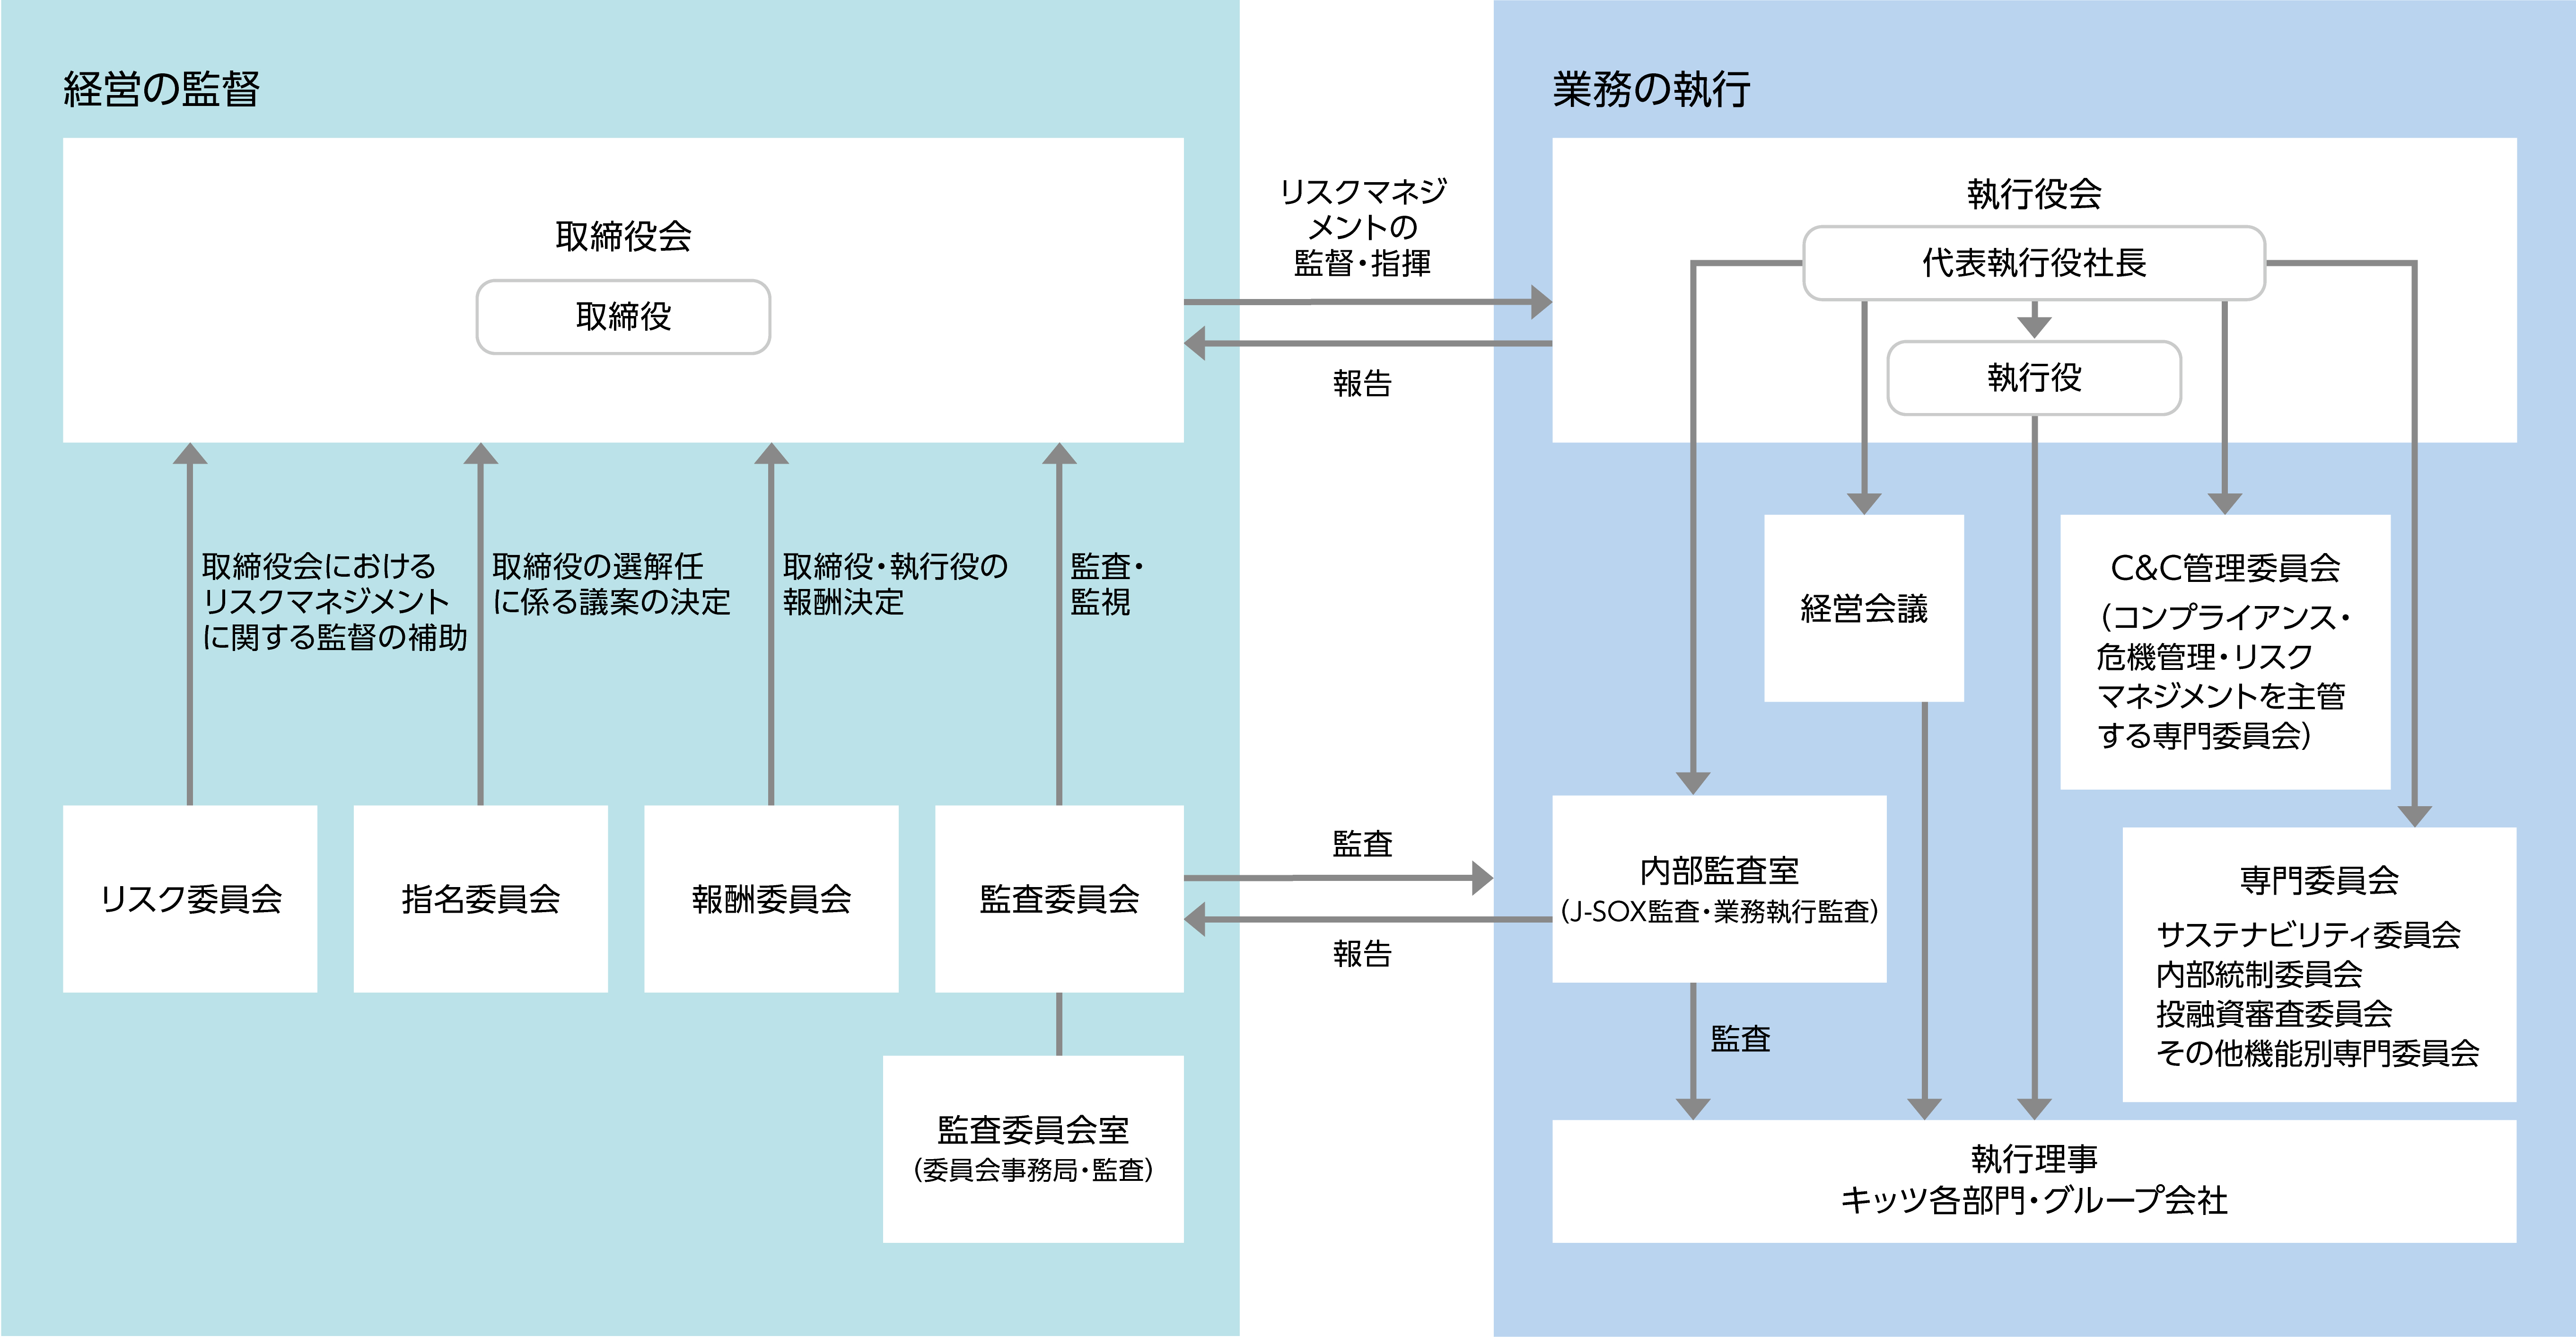 経営の監督
取締役会
取締役
取締役会における
リスクマネジメント
に関する監督の補助
取締役の選解任
に係る議案の決定
取締役・執行役の
報酬決定
監査・
監視
リスク委員会
指名委員会
報酬委員会
監査委員会
監査委員会室
（委員会事務局・監査）
リスクマネジ
メントの
監督・指揮
報告
監査
報告
業務の執行
執行役会
代表執行役社長
執行役
経営会議
C&C管理委員会
（コンプライアンス・
危機管理・リスク
マネジメントを主管
する専門委員会）
内部監査室
（J-SOX監査・業務執行監査）
監査
専門委員会
サステナビリティ委員会
内部統制委員会
投融資審査委員会
その他機能別専門委員会
執行理事
キッツ各部門・グループ会社